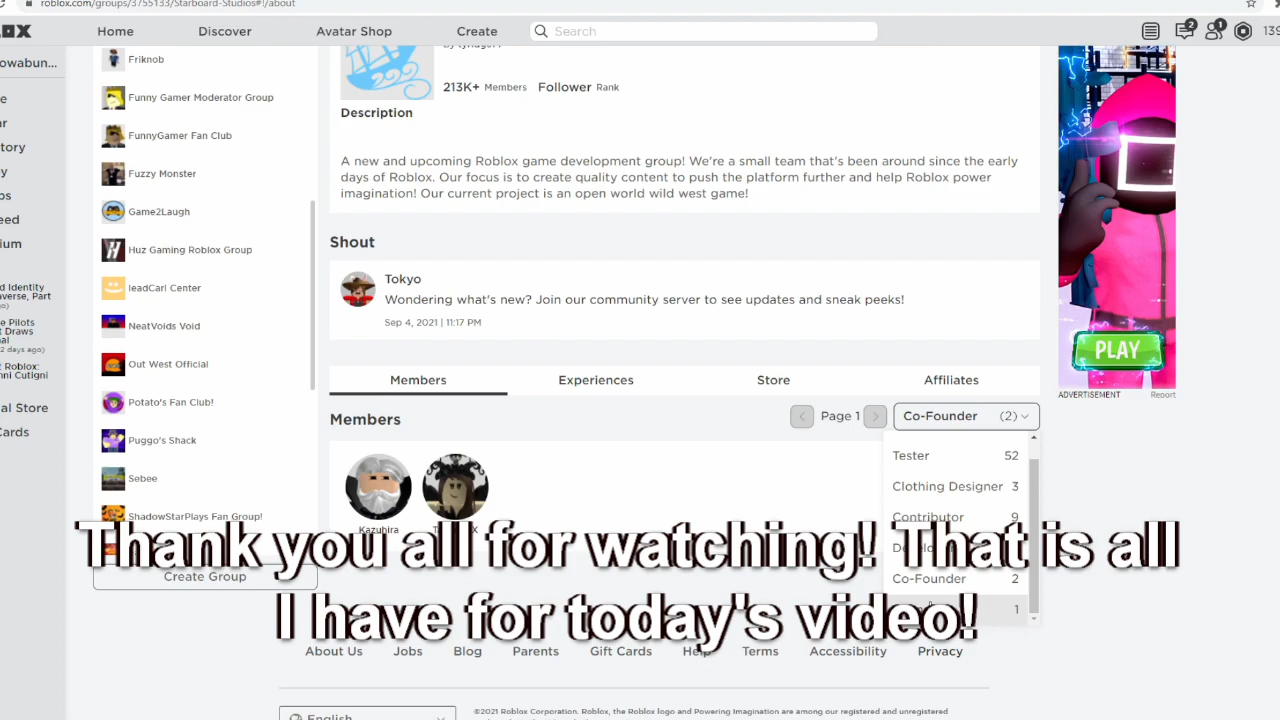 roblox.com/groups/3755133/Starboard-Studios#!/about
Home
Discover
Avatar Shop
Create
Search
2
1
139
Friknob
Funny Gamer Moderator Group
FunnyGamer Fan Club
Fuzzy Monster
Game2Laugh
Huz Gaming Roblox Group
leadCarl Center
NeatVoids Void
Out West Official
Potato's Fan Club!
Puggo's Shack
Sebee
ShadowStarPlays Fan Group!
Create Group
213K+ Members Follower Rank
Description
A new and upcoming Roblox game development group! We're a small team that's been around since the early
days of Roblox. Our focus is to create quality content to push the platform further and help Roblox power
imagination! Our current project is an open world wild west game!
Shout
Tokyo
Wondering what's new? Join our community server to see updates and sneak peeks!
Sep 4, 2021 | 11:17 PM
Members
Experiences
Store
Affiliates
Members
Page 1
Co-Founder (2)
Tester 52
Clothing Designer 3
Contributor 9
Co-Founder 2
1
Kazuhira
PLAY
ADVERTISEMENT
Report
Thank you all for watching! That is all
I have for today's video!
About Us
Jobs
Blog
Parents
Gift Cards
Help
Terms
Accessibility
Privacy
English
©2021 Roblox Corporation. Roblox, the Roblox logo and Powering Imagination are among our registered and unregistered